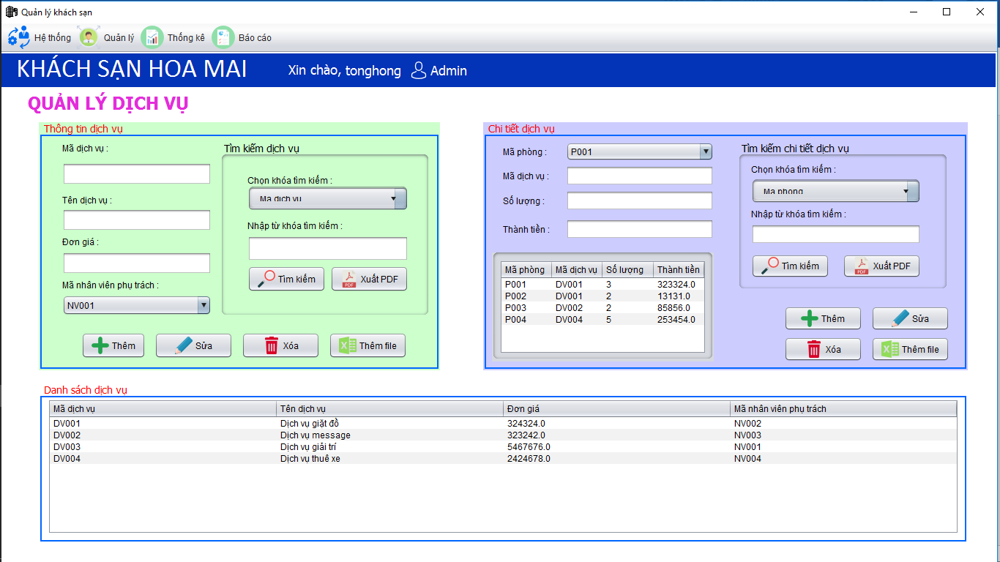 Quản lý khách sạn
Hệ thống Quản lý Thống kê Báo cáo
KHÁCH SẠN HOA MAI Xin chào, tonghong Admin
QUẢN LÝ DỊCH VỤ
Thông tin dịch vụ
Mã dịch vụ :
Tên dịch vụ :
Đơn giá :
Mã nhân viên phụ trách :
NV001
Tìm kiếm dịch vụ
Chọn khóa tìm kiếm :
Mã dịch vụ
Nhập từ khóa tìm kiếm :
Tìm kiếm Xuất PDF
Thêm Sửa Xóa Thêm file
Chi tiết dịch vụ
Mã phòng : P001
Mã dịch vụ :
Số lượng :
Thành tiền :
Mã phòng Mã dịch vụ Số lượng Thành tiền
P001 DV001 3 323324.0
P002 DV001 2 13131.0
P003 DV002 2 85856.0
P004 DV004 5 253454.0
Tìm kiếm chi tiết dịch vụ
Chọn khóa tìm kiếm :
Mã phòng
Nhập từ khóa tìm kiếm :
Tìm kiếm Xuất PDF
Thêm Sửa
Xóa Thêm file
Danh sách dịch vụ
Mã dịch vụ Tên dịch vụ Đơn giá Mã nhân viên phụ trách
DV001 Dịch vụ giặt đồ 324324.0 NV002
DV002 Dịch vụ message 323242.0 NV003
DV003 Dịch vụ giải trí 5467676.0 NV001
DV004 Dịch vụ thuê xe 2424678.0 NV004